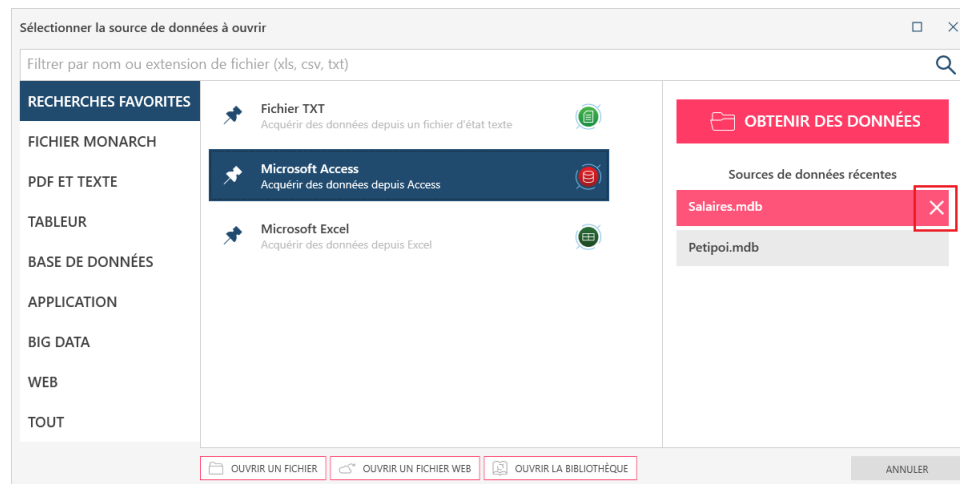 Sélectionner la source de données à ouvrir
Filtrer par nom ou extension de fichier (xls, csv, txt)
RECHERCHES FAVORITES
FICHIER MONARCH
PDF ET TEXTE
TABLEUR
BASE DE DONNÉES
APPLICATION
BIG DATA
WEB
TOUT
Fichier TXT
Acquérir des données depuis un fichier d'état texte
Microsoft Access
Acquérir des données depuis Access
Microsoft Excel
Acquérir des données depuis Excel
OBTENIR DES DONNÉES
Sources de données récentes
Salaires.mdb
Petipoi.mdb
OUVRIR UN FICHIER
OUVRIR UN FICHIER WEB
OUVRIR LA BIBLIOTHÈQUE
ANNULER